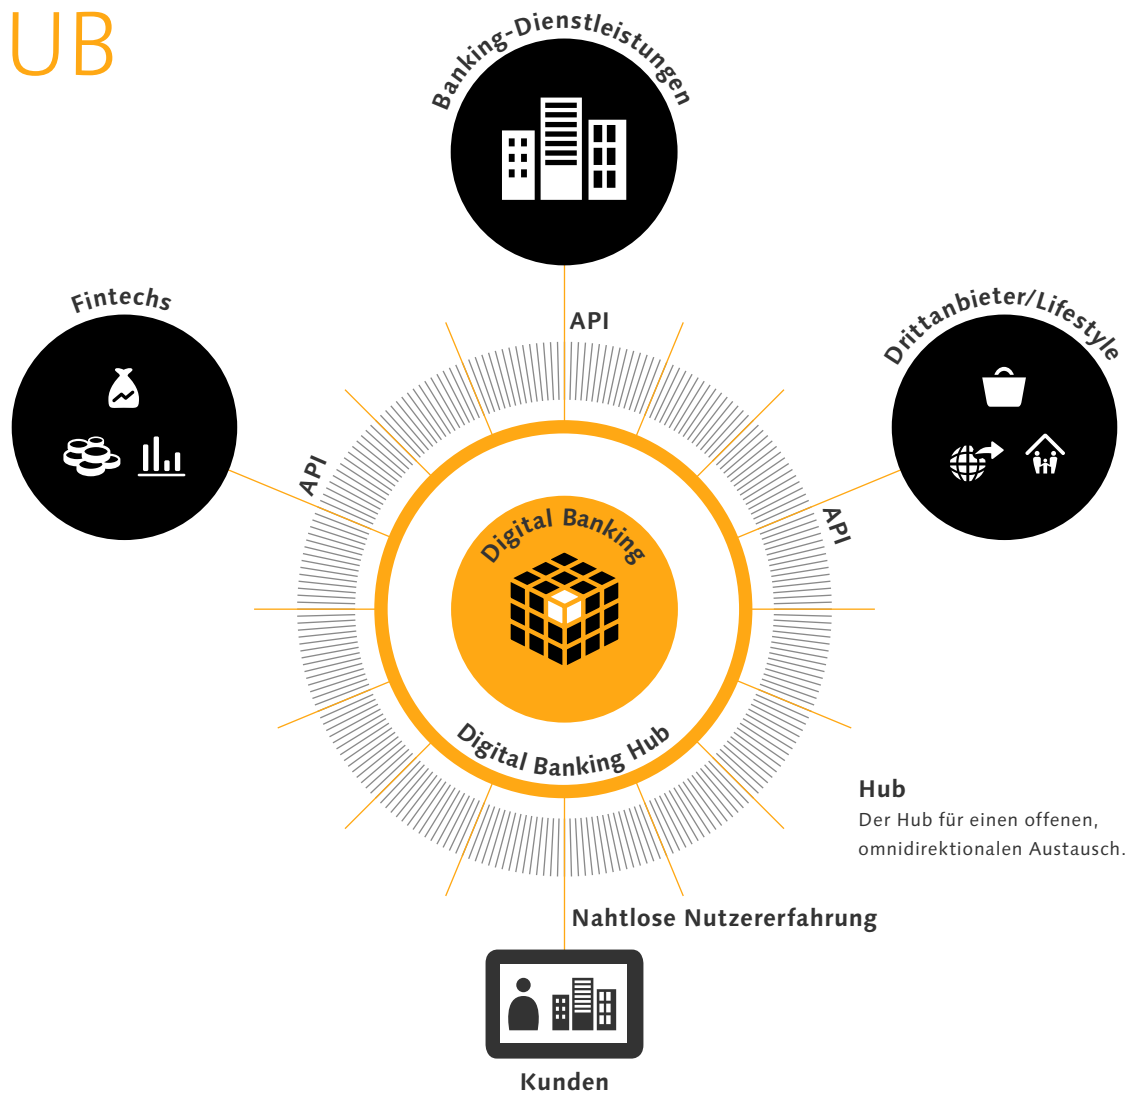 UB
Banking-Dienstleistungen
Fintechs
Drittanbieter/Lifestyle
API
API
API
Digital Banking
Digital Banking Hub
Hub
Der Hub für einen offenen,
omnidirektionalen Austausch.
Nahtlose Nutzererfahrung
Kunden